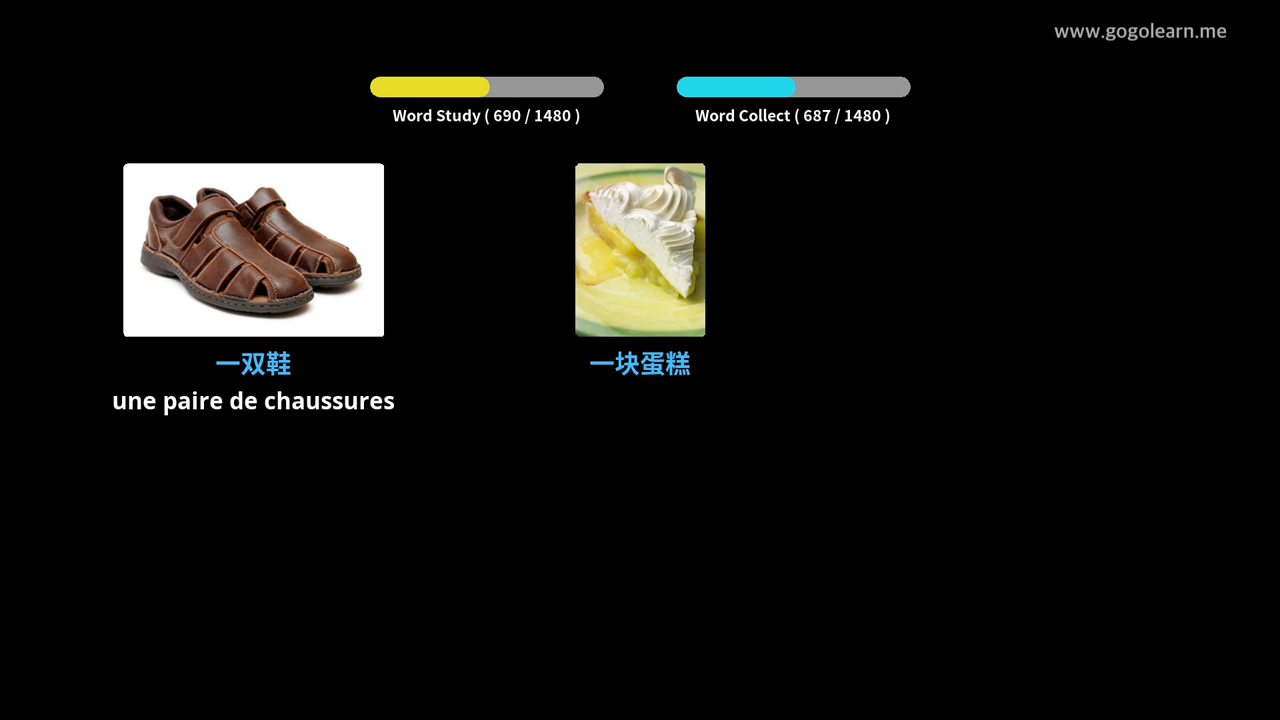 www.gogolearn.me
Word Study ( 690 / 1480 )
Word Collect ( 687 / 1480 )
一双鞋
一块蛋糕
une paire de chaussures